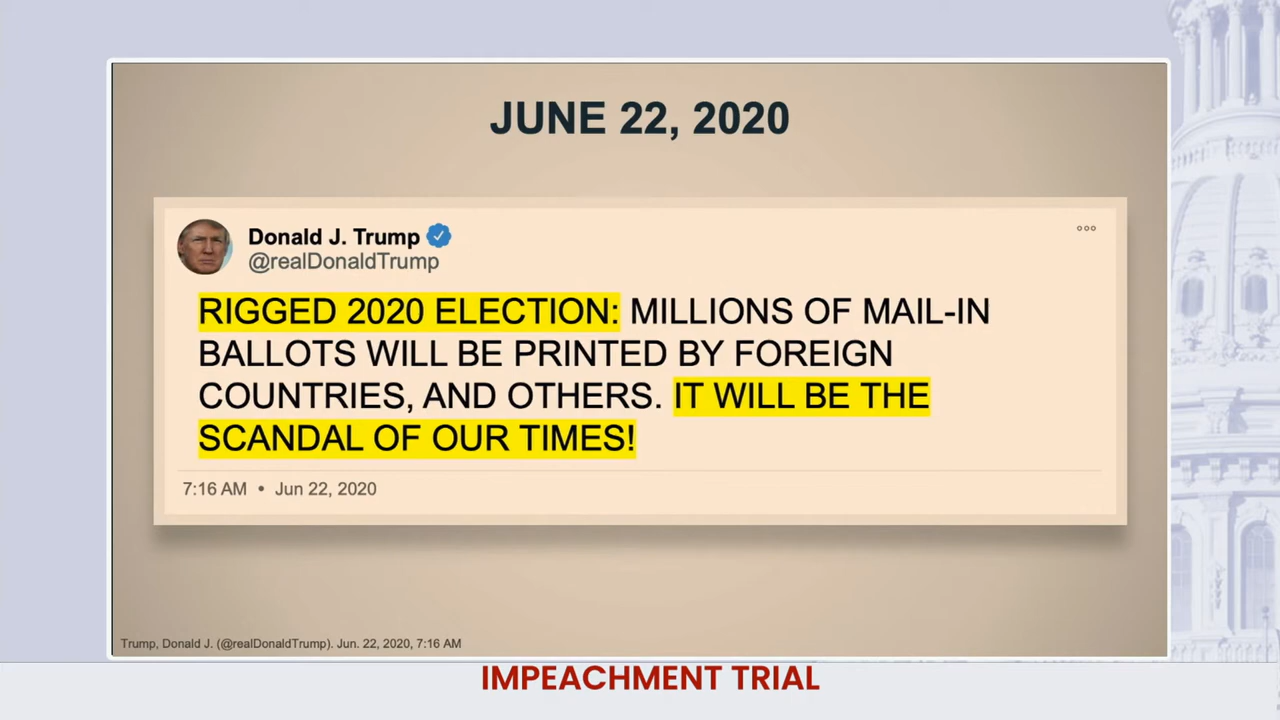 JUNE 22, 2020
Donald J. Trump
@realDonaldTrump
RIGGED 2020 ELECTION: MILLIONS OF MAIL-IN
BALLOTS WILL BE PRINTED BY FOREIGN
COUNTRIES, AND OTHERS. IT WILL BE THE
SCANDAL OF OUR TIMES!
7:16 AM • Jun 22, 2020
Trump, Donald J. (@realDonaldTrump). Jun. 22, 2020, 7:16 AM
IMPEACHMENT TRIAL